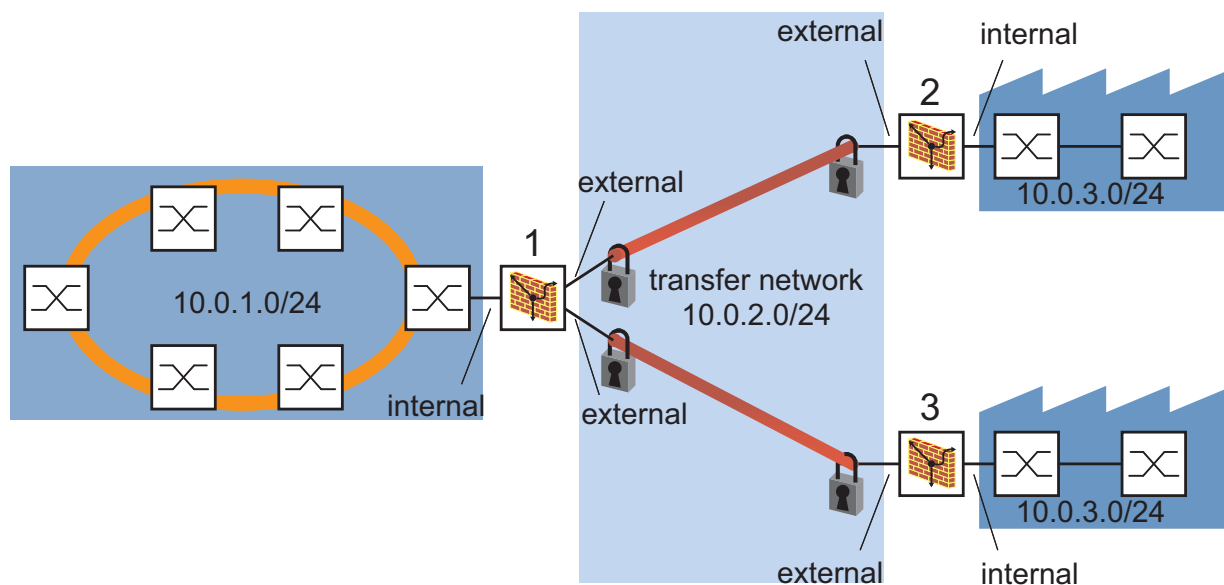 external
internal
2
10.0.3.0/24
external
1
10.0.1.0/24
transfer network
10.0.2.0/24
internal
external
3
10.0.3.0/24
external
internal